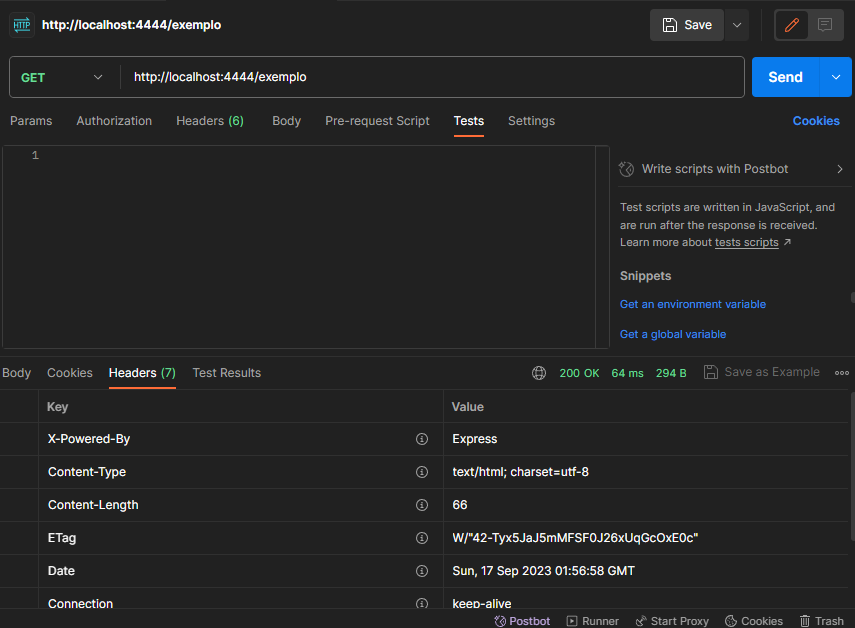 HTTP http://localhost:4444/exemplo Save
GET http://localhost:4444/exemplo Send
Params Authorization Headers (6) Body Pre-request Script Tests Settings Cookies
1
Write scripts with Postbot
Test scripts are written in JavaScript, and
are run after the response is received.
Learn more about tests scripts
Snippets
Get an environment variable
Get a global variable
Body Cookies Headers (7) Test Results 200 OK 64 ms 294 B Save as Example
Key Value
X-Powered-By Express
Content-Type text/html; charset=utf-8
Content-Length 66
ETag W/"42-Tyx5JaJ5mMFSF0J26xUqGcOxE0c"
Date Sun, 17 Sep 2023 01:56:58 GMT
Connection keep-alive
Postbot Runner Start Proxy Cookies Trash